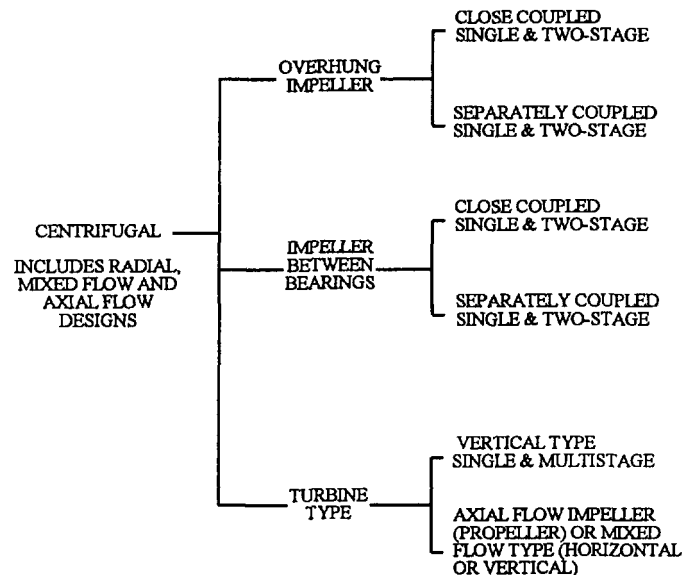 CLOSE COUPLED
SINGLE & TWO-STAGE
OVERHUNG
IMPELLER
SEPARATELY COUPLED
SINGLE & TWO-STAGE
CENTRIFUGAL
INCLUDES RADIAL,
MIXED FLOW AND
AXIAL FLOW
DESIGNS
CLOSE COUPLED
SINGLE & TWO-STAGE
IMPELLER
BETWEEN
BEARINGS
SEPARATELY COUPLED
SINGLE & TWO-STAGE
VERTICAL TYPE
SINGLE & MULTISTAGE
TURBINE
TYPE
AXIAL FLOW IMPELLER
(PROPELLER) OR MIXED
FLOW TYPE (HORIZONTAL
OR VERTICAL)